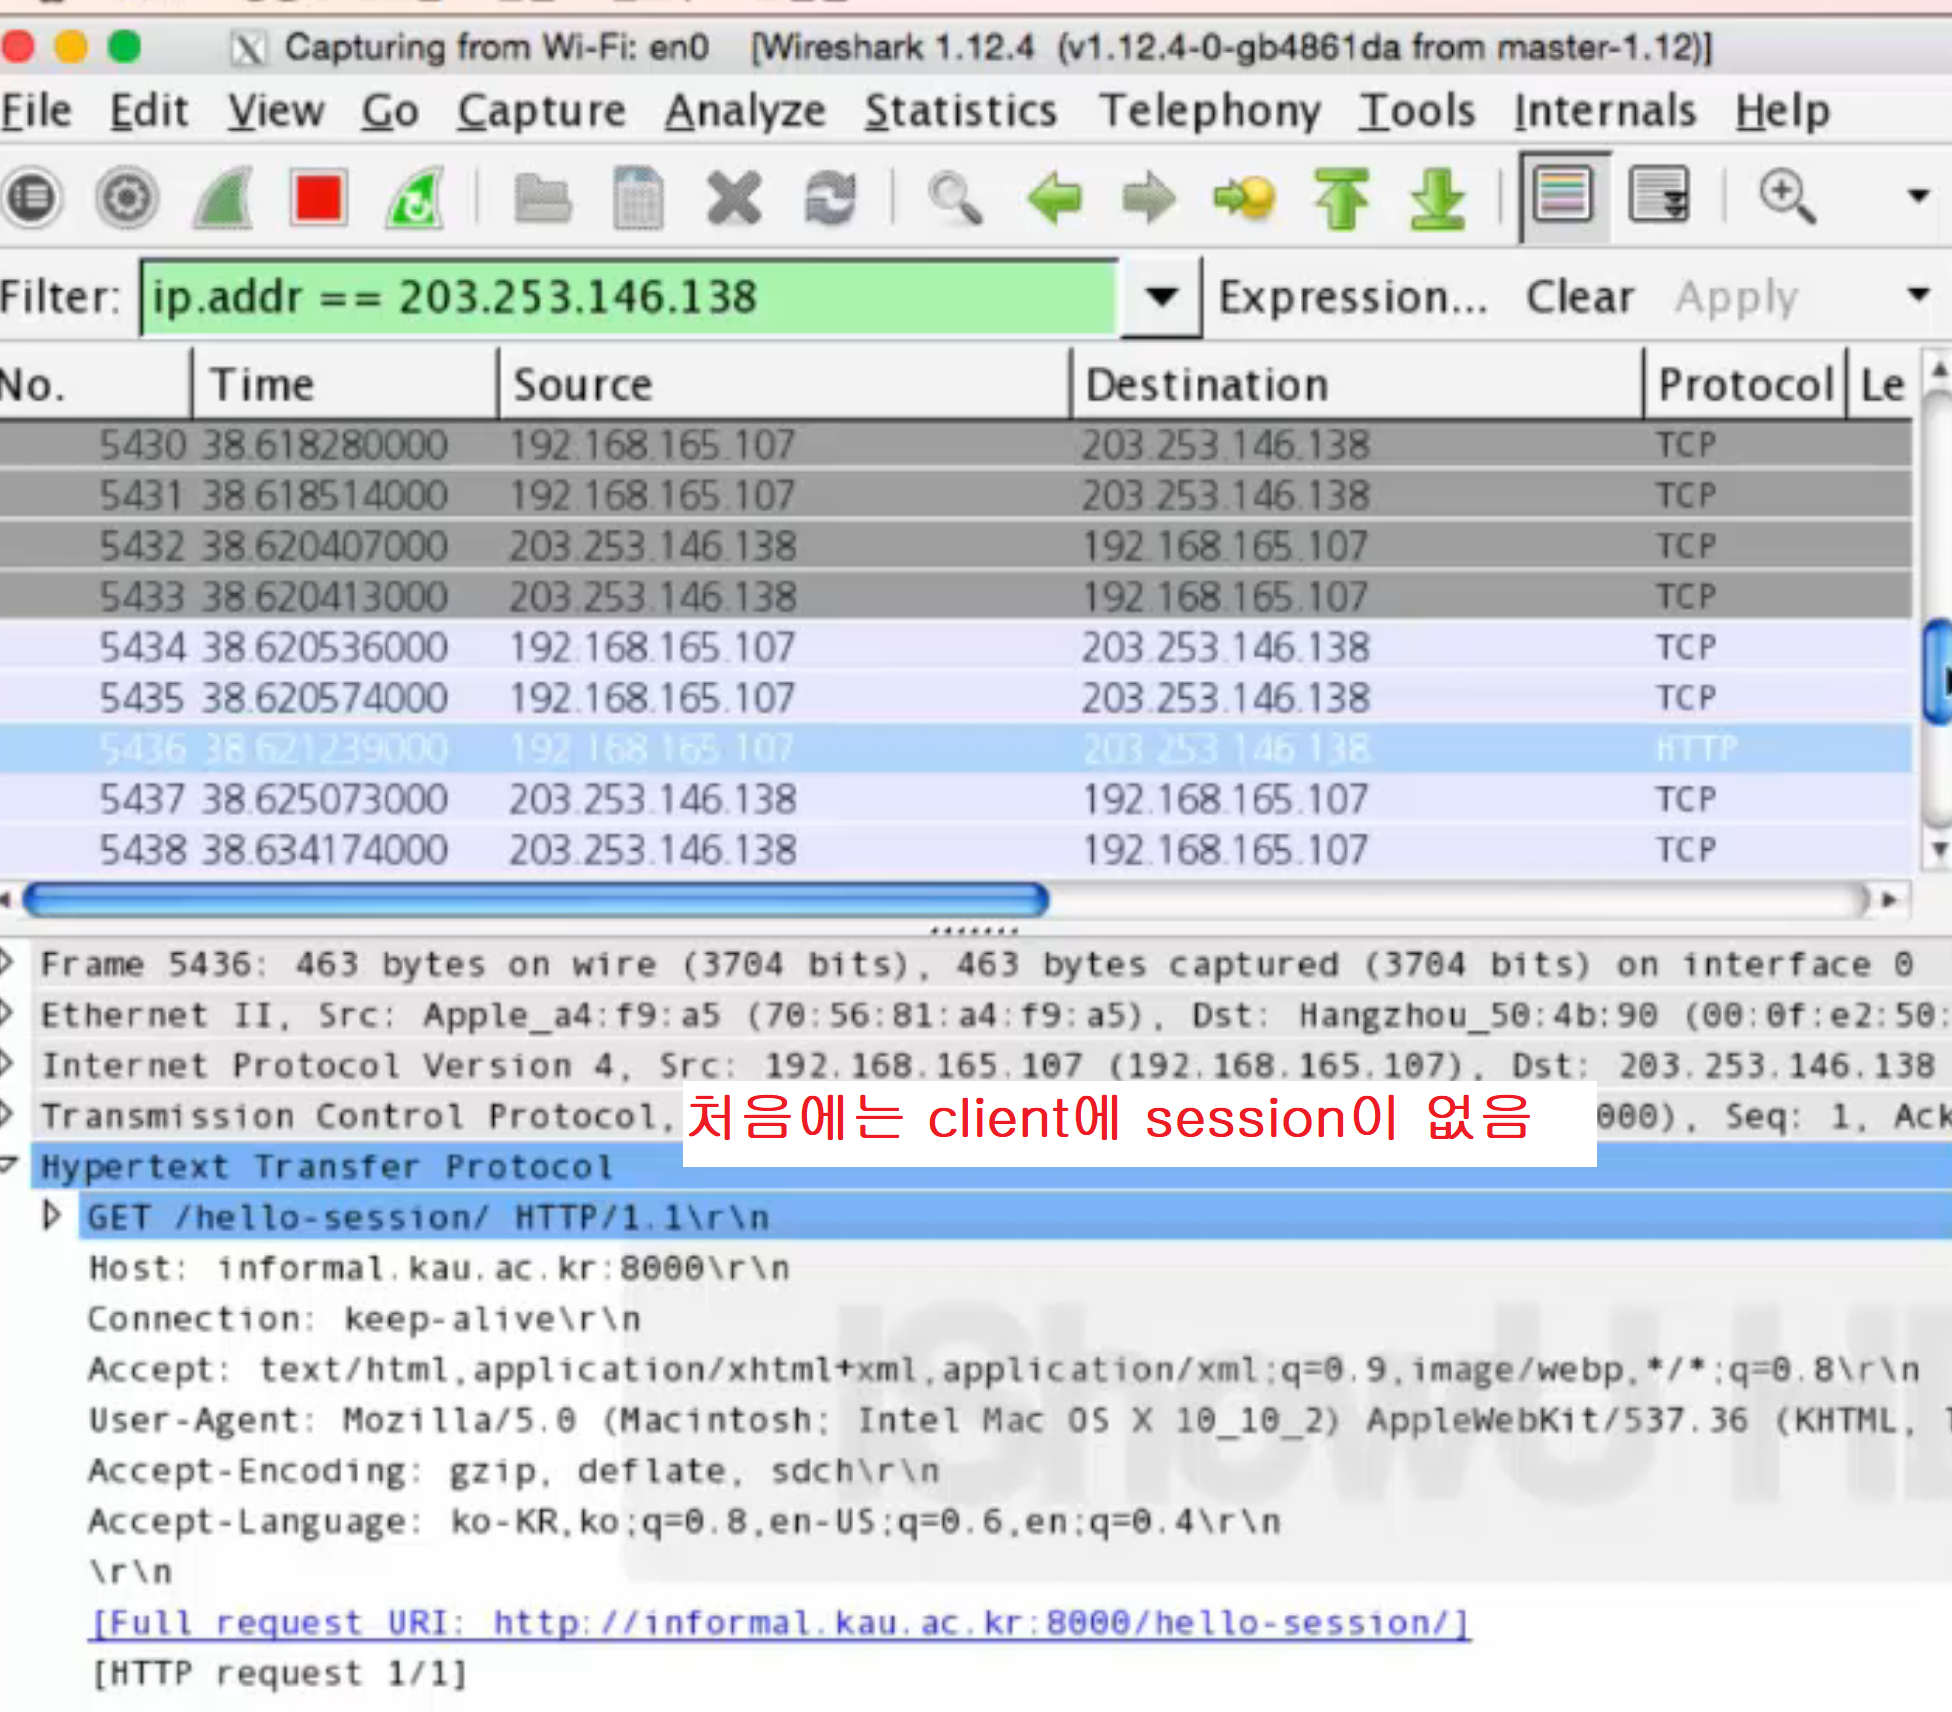 Capturing from Wi-Fi: en0 [Wireshark 1.12.4 (v1.12.4-0-gb4861da from master-1.12)]
File Edit View Go Capture Analyze Statistics Telephony Tools Internals Help
Filter: ip.addr == 203.253.146.138 Expression... Clear Apply
No. Time Source Destination Protocol Le
5430 38.618280000 192.168.165.107 203.253.146.138 TCP
5431 38.618514000 192.168.165.107 203.253.146.138 TCP
5432 38.620407000 203.253.146.138 192.168.165.107 TCP
5433 38.620413000 203.253.146.138 192.168.165.107 TCP
5434 38.620536000 192.168.165.107 203.253.146.138 TCP
5435 38.620574000 192.168.165.107 203.253.146.138 TCP
5436 38.621239000 192.168.165.107 203.253.146.138 HTTP
5437 38.625073000 203.253.146.138 192.168.165.107 TCP
5438 38.634174000 203.253.146.138 192.168.165.107 TCP
Frame 5436: 463 bytes on wire (3704 bits), 463 bytes captured (3704 bits) on interface 0
Ethernet II, Src: Apple_a4:f9:a5 (70:56:81:a4:f9:a5), Dst: Hangzhou_50:4b:90 (00:0f:e2:50:
Internet Protocol Version 4, Src: 192.168.165.107 (192.168.165.107), Dst: 203.253.146.138
Transmission Control Protocol, 처음에는 client에 session이 없음 000), Seq: 1, Ack
Hypertext Transfer Protocol
GET /hello-session/ HTTP/1.1\r\n
Host: informal.kau.ac.kr:8000\r\n
Connection: keep-alive\r\n
Accept: text/html,application/xhtml+xml,application/xml;q=0.9,image/webp,*/*;q=0.8\r\n
User-Agent: Mozilla/5.0 (Macintosh; Intel Mac OS X 10_10_2) AppleWebKit/537.36 (KHTML, l
Accept-Encoding: gzip, deflate, sdch\r\n
Accept-Language: ko-KR,ko;q=0.8,en-US;q=0.6,en;q=0.4\r\n
\r\n
[Full request URI: http://informal.kau.ac.kr:8000/hello-session/]
[HTTP request 1/1]
iShowU H